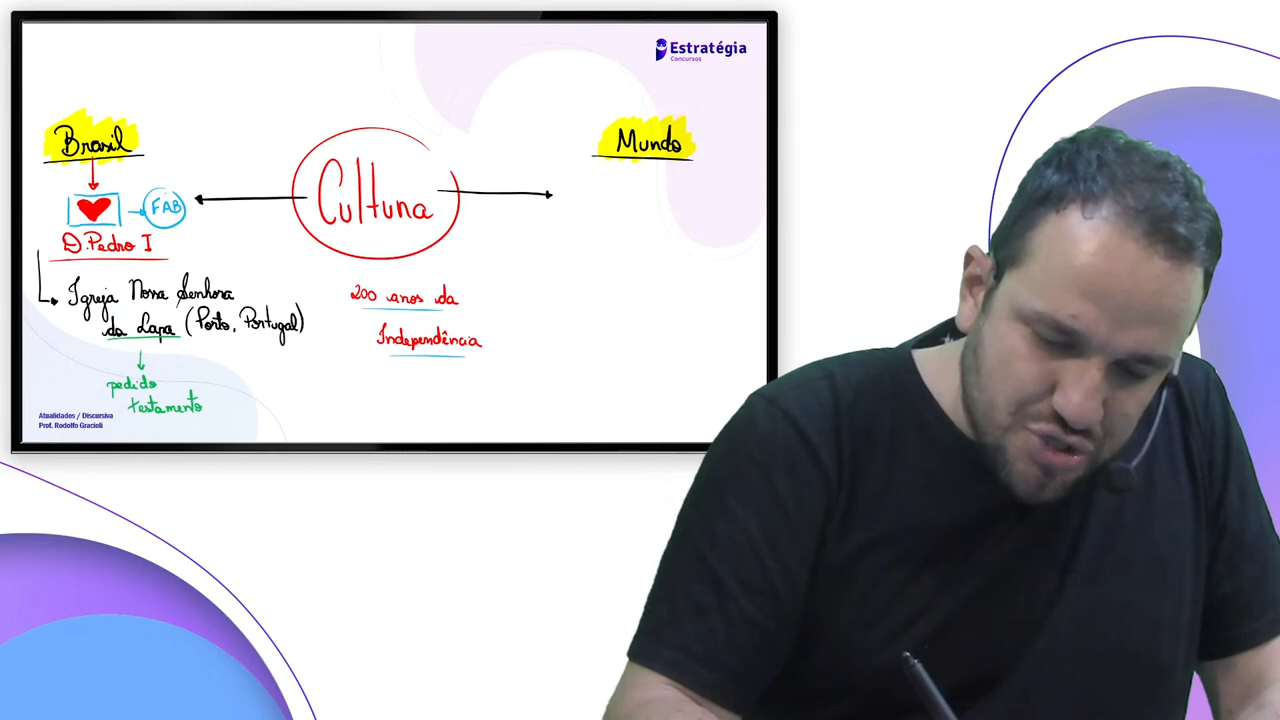 Estratégia
Concursos
Brasil
Mundo
Cultura
FAB
D. Pedro I
Igreja Nossa Senhora
da Lapa (Porto, Portugal)
pedido
testamento
200 anos da
Independência
Atualidades / Discursiva
Prof. Rodolfo Gracioli